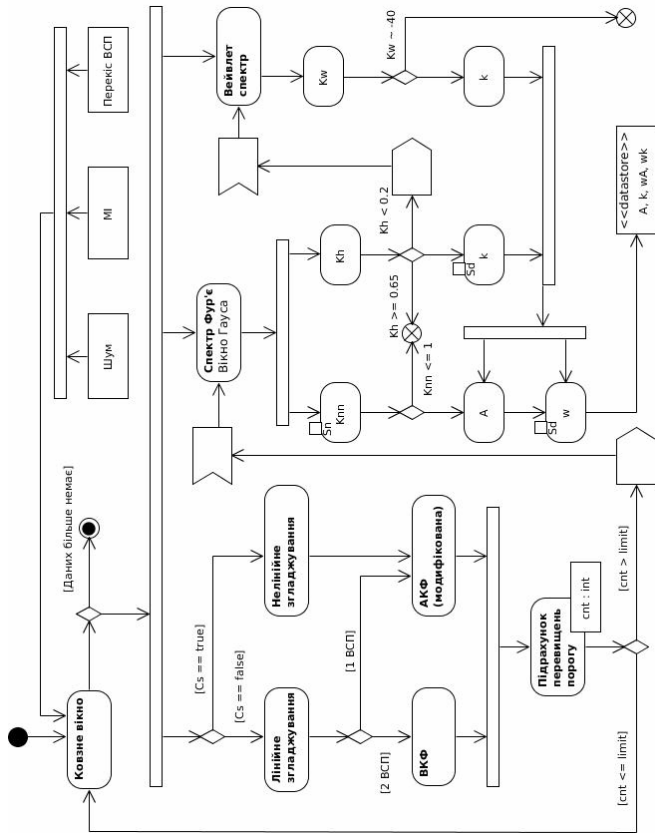 Ковзне вікно
[Даних більше немає]
Шум
МІ
Перекіс ВСП
[Cs == true]
[Cs == false]
Лінійне
згладжування
Нелінійне
згладжування
[1 ВСП]
[2 ВСП]
ВКФ
АКФ
(модифікована)
Підрахунок
перевищень
порогу
cnt : int
[cnt <= limit]
[cnt > limit]
Спектр Фур'є
Вікно Гауса
Sn
Knn
Kh
Knn <= 1
Kh >= 0.65
Kh < 0.2
A
Sd
w
Sd
k
Вейвлет
спектр
Kw
Kw ~ -40
k
<<datastore>>
A, k, wA, wk